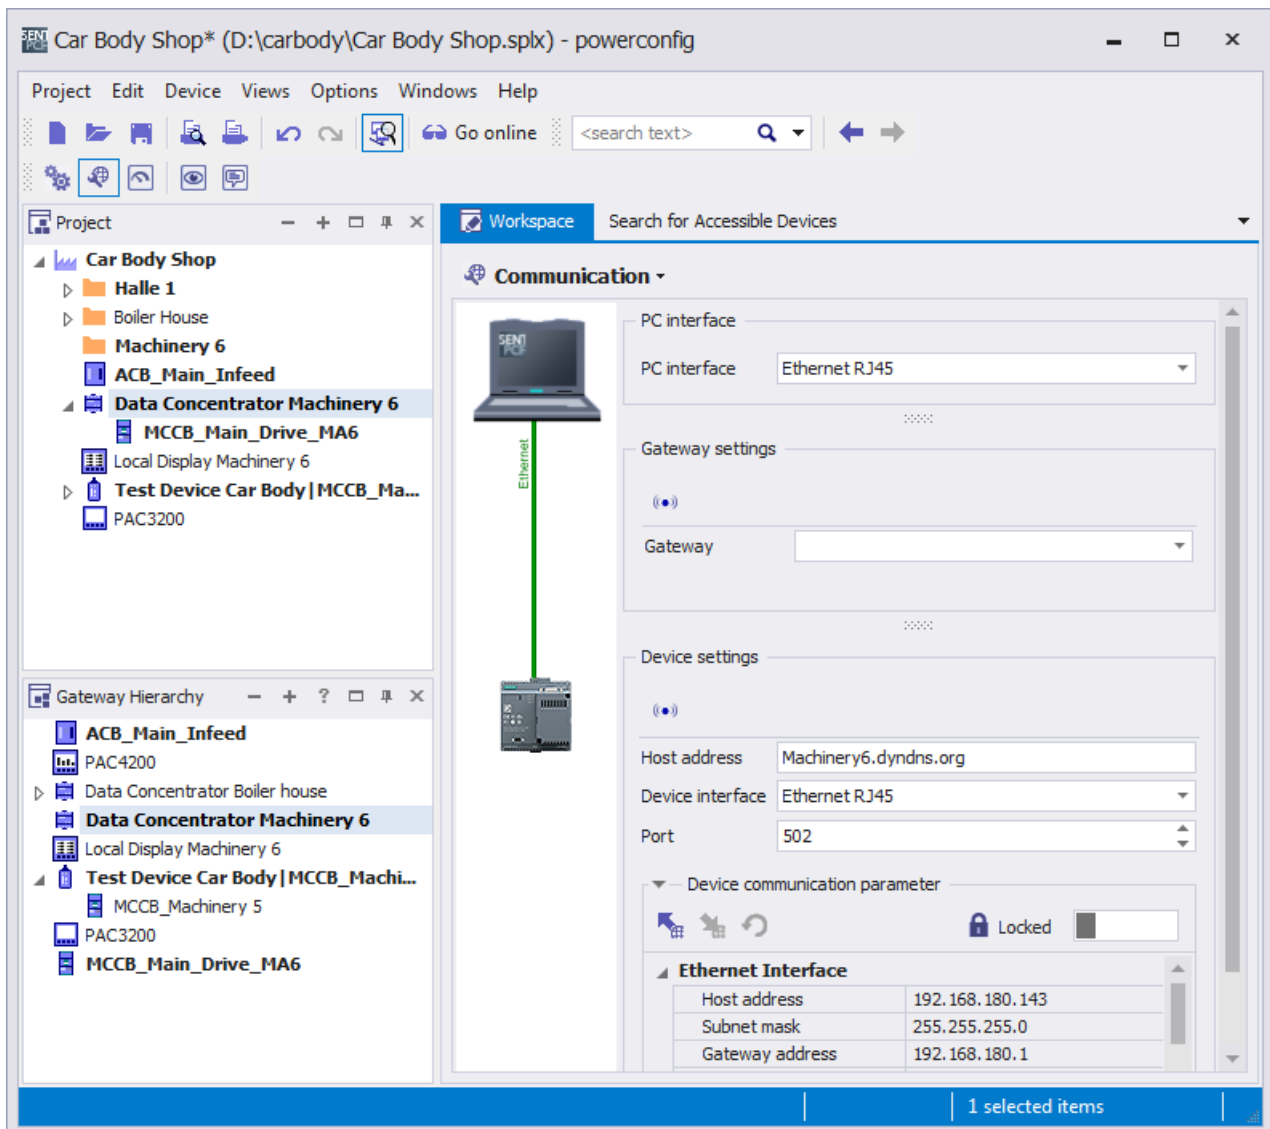 Car Body Shop* (D:\carbody\Car Body Shop.splx) - powerconfig
Project Edit Device Views Options Windows Help
Go online <search text>
Project
Car Body Shop
Halle 1
Boiler House
Machinery 6
ACB_Main_Infeed
Data Concentrator Machinery 6
MCCB_Main_Drive_MA6
Local Display Machinery 6
Test Device Car Body|MCCB_Ma...
PAC3200
Gateway Hierarchy
ACB_Main_Infeed
PAC4200
Data Concentrator Boiler house
Data Concentrator Machinery 6
Local Display Machinery 6
Test Device Car Body|MCCB_Machi...
MCCB_Machinery 5
PAC3200
MCCB_Main_Drive_MA6
Workspace Search for Accessible Devices
Communication
Ethernet
PC interface
PC interface Ethernet RJ45
Gateway settings
Gateway
Device settings
Host address Machinery6.dyndns.org
Device interface Ethernet RJ45
Port 502
Device communication parameter
Locked
Ethernet Interface
Host address 192.168.180.143
Subnet mask 255.255.255.0
Gateway address 192.168.180.1
1 selected items